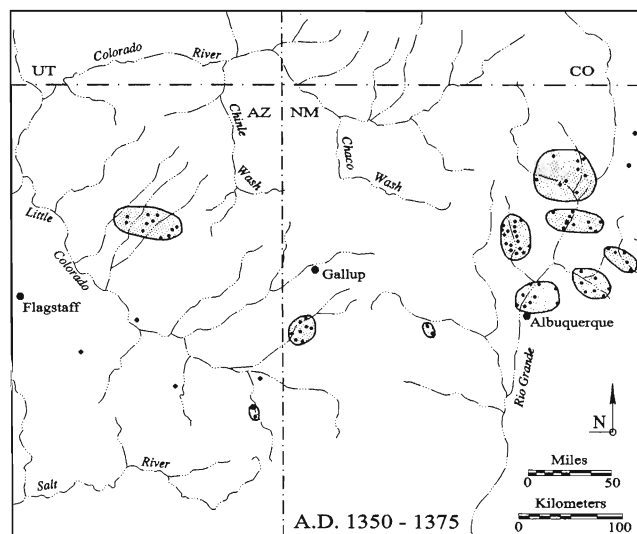 Colorado
River
UT
CO
AZ
NM
Chinle
Wash
Chaco
Wash
Little
Colorado
Gallup
Flagstaff
Albuquerque
Rio Grande
N
Salt
River
Miles
0
50
Kilometers
0
100
A.D. 1350 - 1375